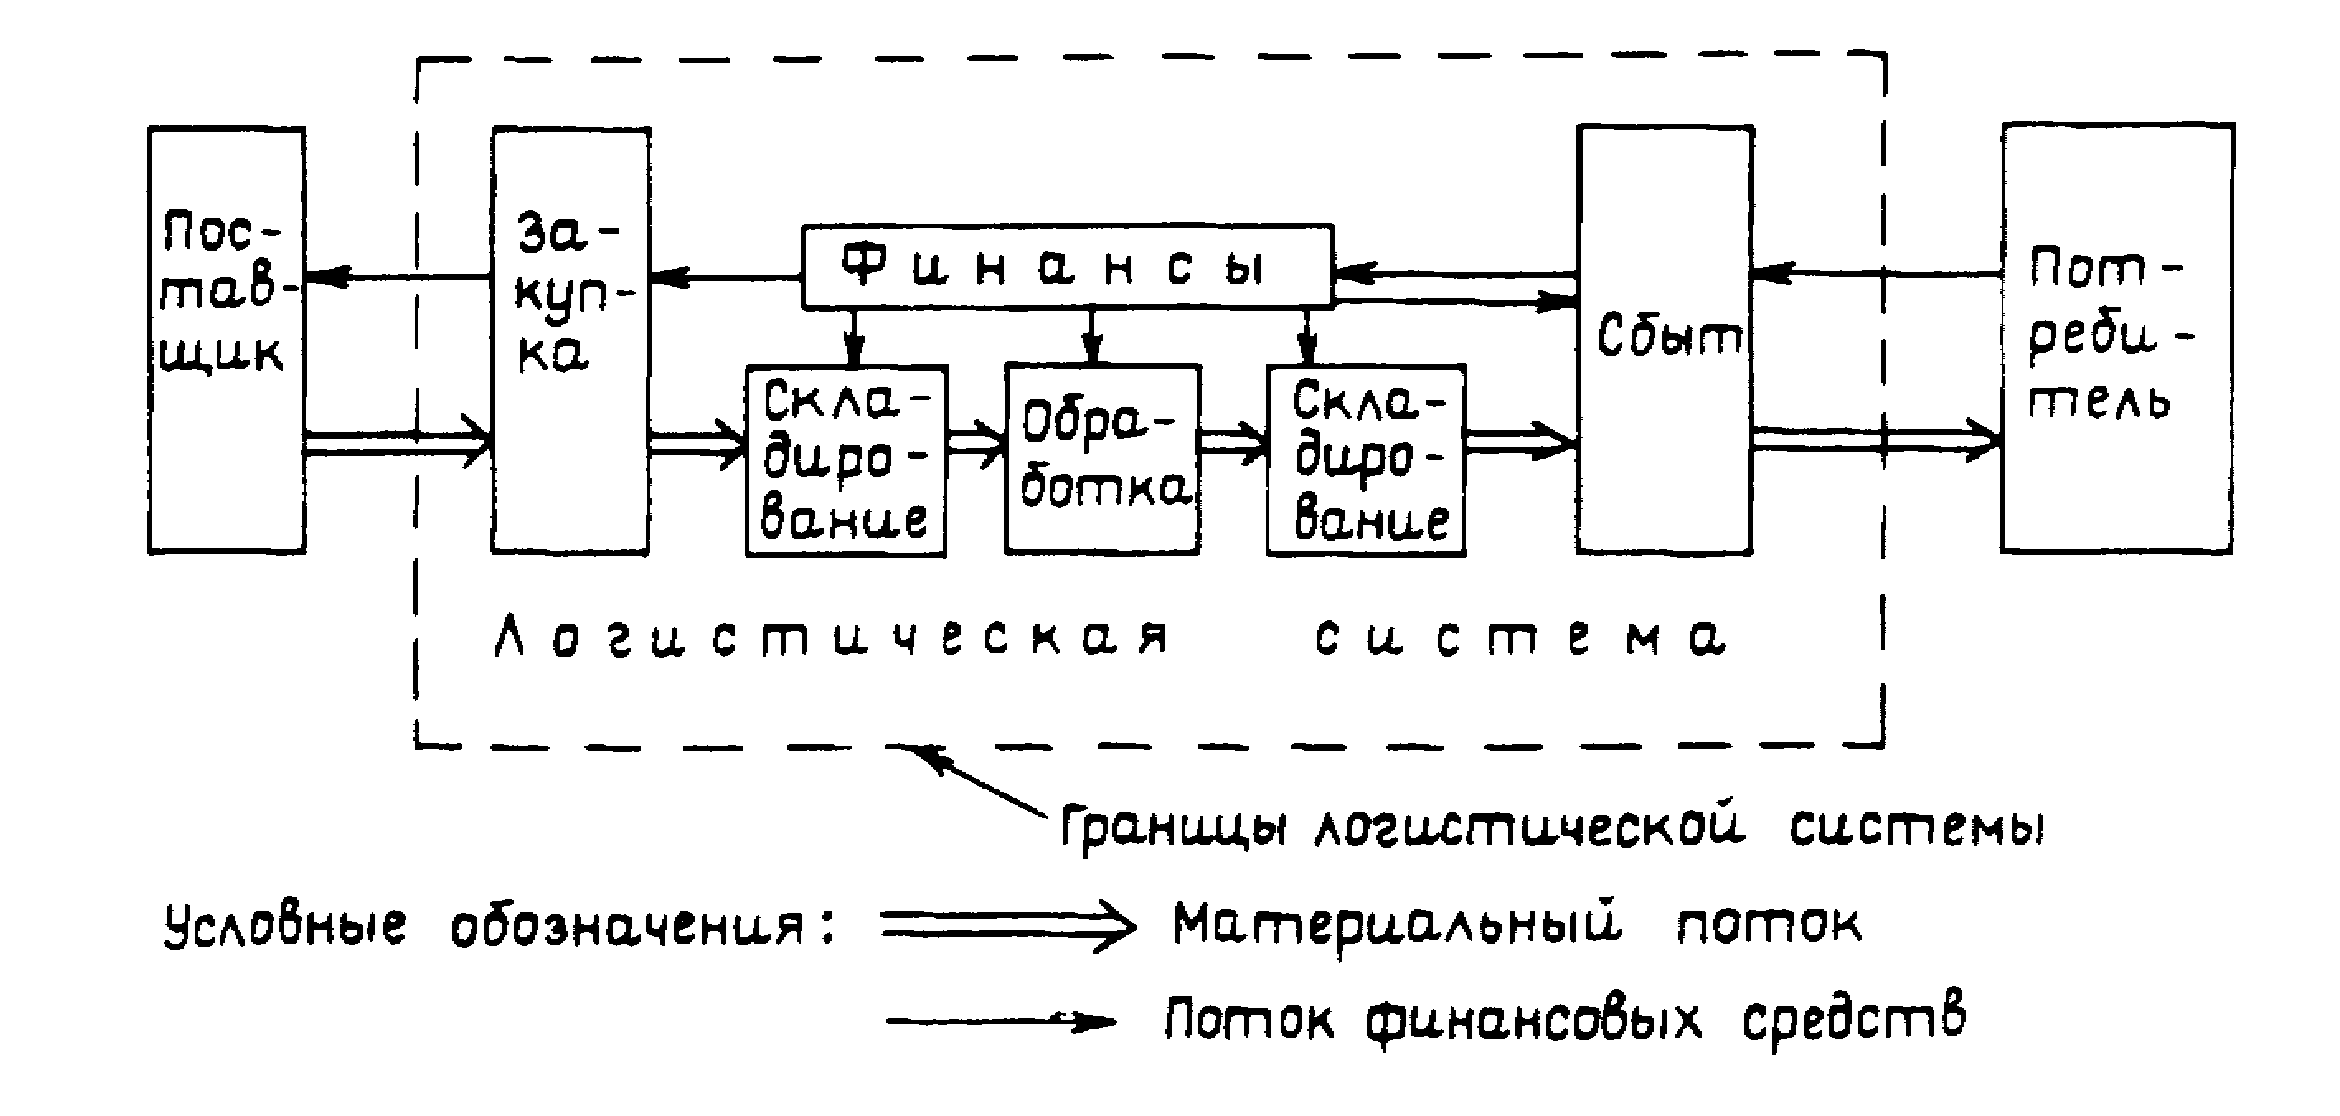 Пос-
тав-
щик
За-
куп-
ка
Финансы
Скла-
диро-
вание
Обра-
ботка
Скла-
диро-
вание
Сбыт
Пот-
реби-
тель
Логистическая система
Границы логистической системы
Условные обозначения:
Материальный поток
Поток финансовых средств